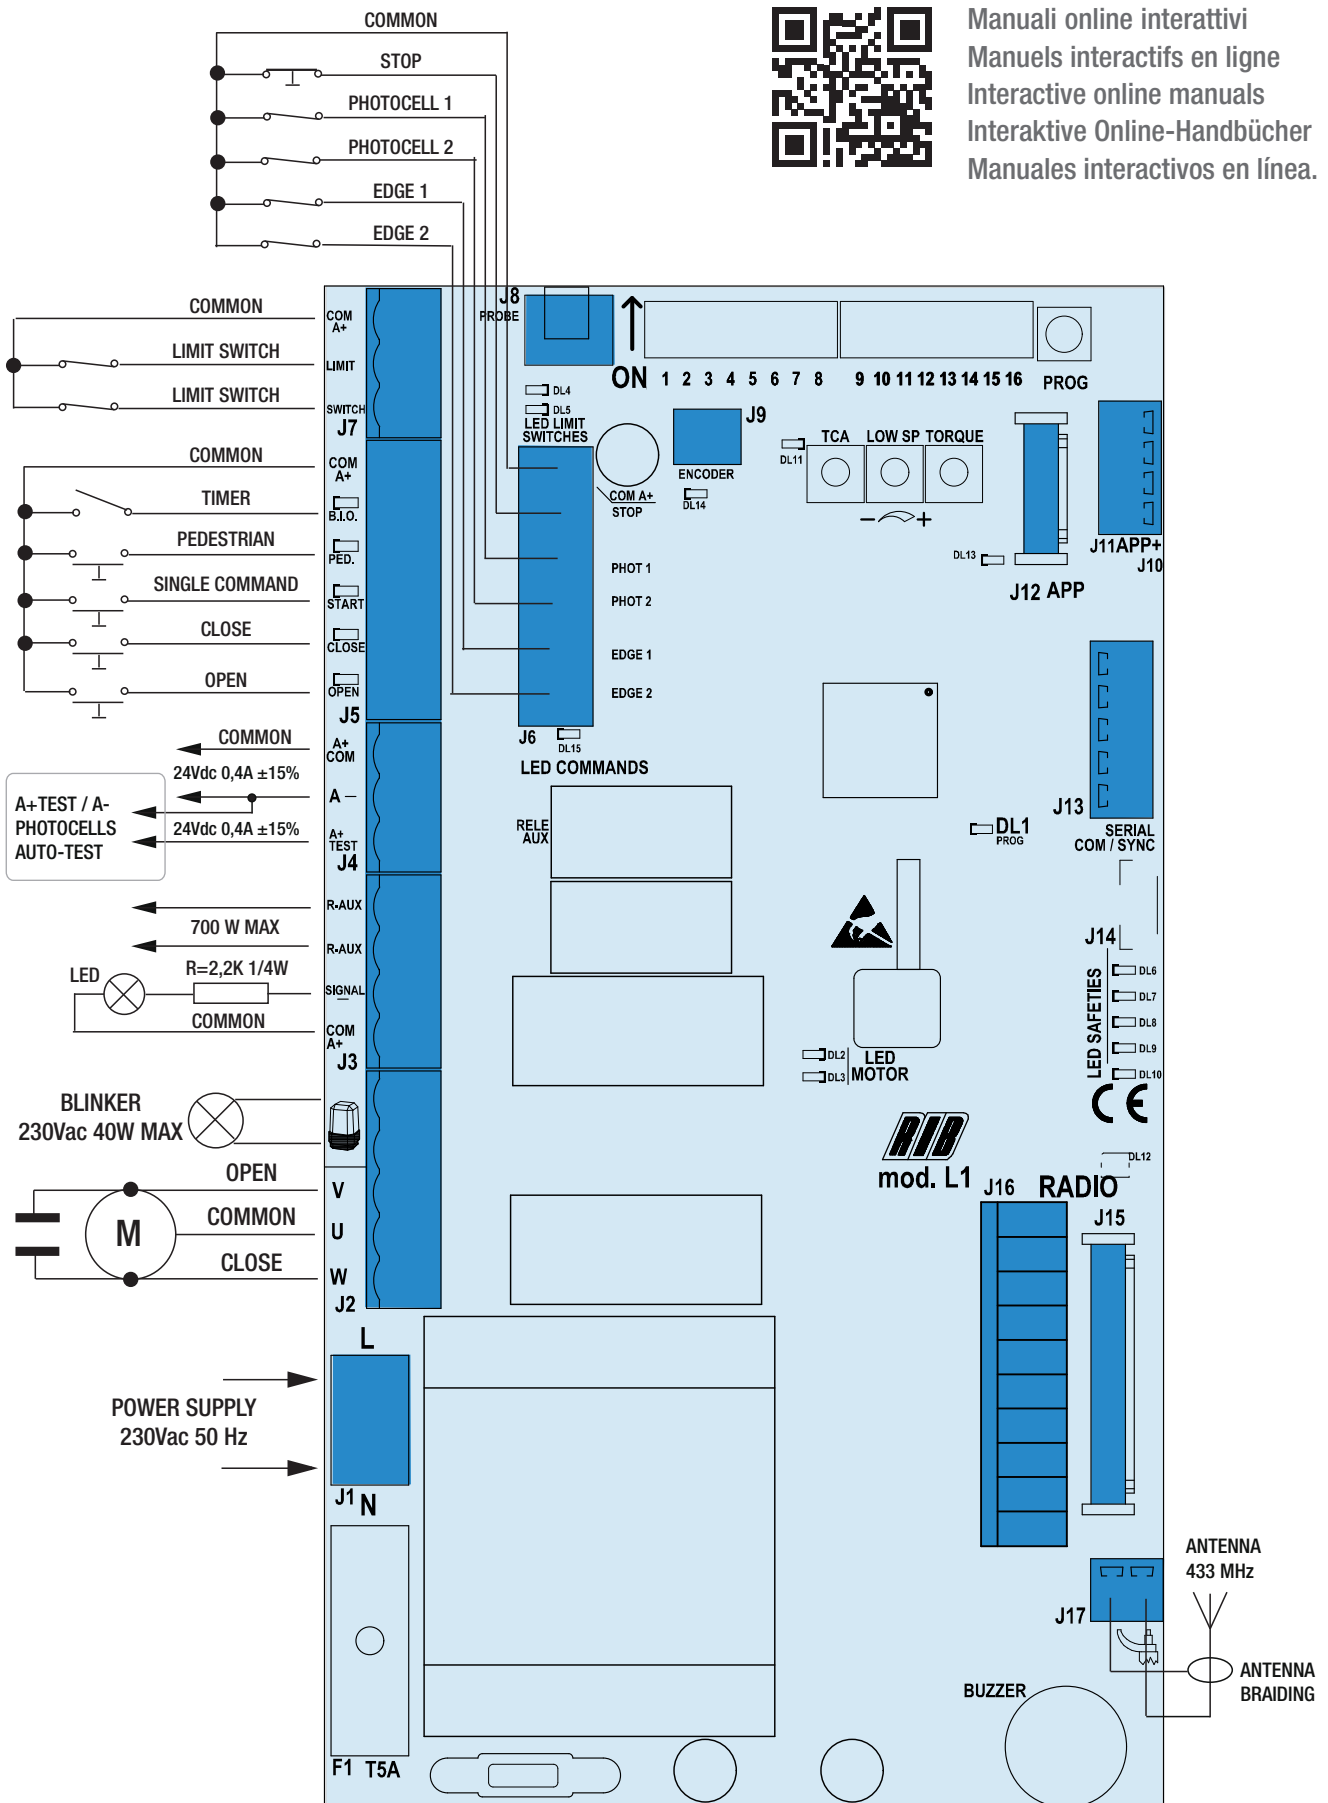 COMMON
STOP
PHOTOCELL 1
PHOTOCELL 2
EDGE 1
EDGE 2
Manuali online interattivi
Manuels interactifs en ligne
Interactive online manuals
Interaktive Online-Handbücher
Manuales interactivos en línea.
COMMON
LIMIT SWITCH
LIMIT SWITCH
COM
A+
LIMIT
SWITCH
J7
COMMON
TIMER
PEDESTRIAN
SINGLE COMMAND
CLOSE
OPEN
COM
A+
B.I.O.
PED.
START
CLOSE
OPEN
J5
COMMON
24Vdc 0,4A ±15%
24Vdc 0,4A ±15%
A+TEST / A-
PHOTOCELLS
AUTO-TEST
A+
COM
A –
A+
TEST
J4
700 W MAX
LED
R=2,2K 1/4W
COMMON
R-AUX
R-AUX
SIGNAL
COM
A+
J3
BLINKER
230Vac 40W MAX
OPEN
COMMON
CLOSE
M
V
U
W
J2
L
POWER SUPPLY
230Vac 50 Hz
J1
N
F1 T5A
J8
PROBE
ON
1 2 3 4 5 6 7 8
9 10 11 12 13 14 15 16
PROG
DL4
DL5
LED LIMIT
SWITCHES
J9
ENCODER
DL14
COM A+
STOP
PHOT 1
PHOT 2
EDGE 1
EDGE 2
J6
DL15
LED COMMANDS
DL11
TCA
LOW SP
TORQUE
– +
DL13
J12 APP
J11APP+
J10
J13
SERIAL
COM / SYNC
RELE
AUX
DL1
PROG
J14
LED SAFETIES
DL6
DL7
DL8
DL9
DL10
CE
DL2
DL3
LED
MOTOR
RIB
mod. L1
DL12
J16
RADIO
J15
J17
ANTENNA
433 MHz
ANTENNA
BRAIDING
BUZZER